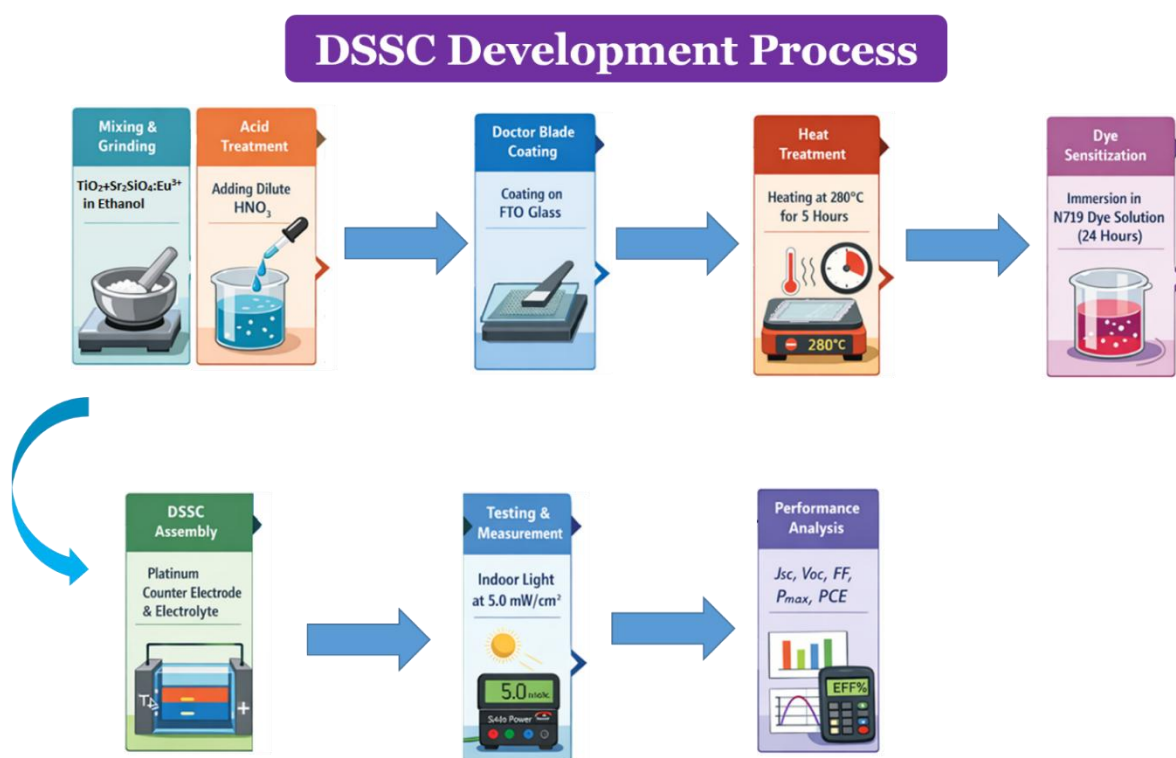 DSSC Development Process
Mixing &
Grinding
TiO₂+Sr₂SiO₄:Eu³⁺
in Ethanol
Acid
Treatment
Adding Dilute
HNO₃
Doctor Blade
Coating
Coating on
FTO Glass
Heat
Treatment
Heating at 280°C
for 5 Hours
280°C
Dye
Sensitization
Immersion in
N719 Dye Solution
(24 Hours)
DSSC
Assembly
Platinum
Counter Electrode
& Electrolyte
+
Testing &
Measurement
Indoor Light
at 5.0 mW/cm²
5.0
Power
Performance
Analysis
Jsc, Voc, FF,
Pmax, PCE
EFF%